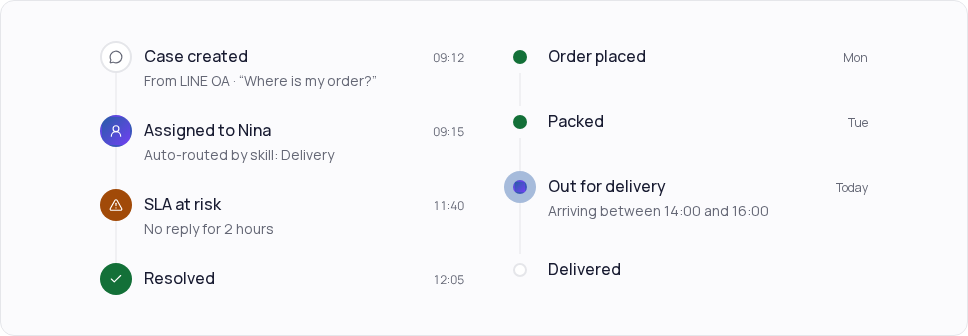 Case created
09:12
From LINE OA · “Where is my order?”
Assigned to Nina
09:15
Auto-routed by skill: Delivery
SLA at risk
11:40
No reply for 2 hours
Resolved
12:05
Order placed
Mon
Packed
Tue
Out for delivery
Today
Arriving between 14:00 and 16:00
Delivered